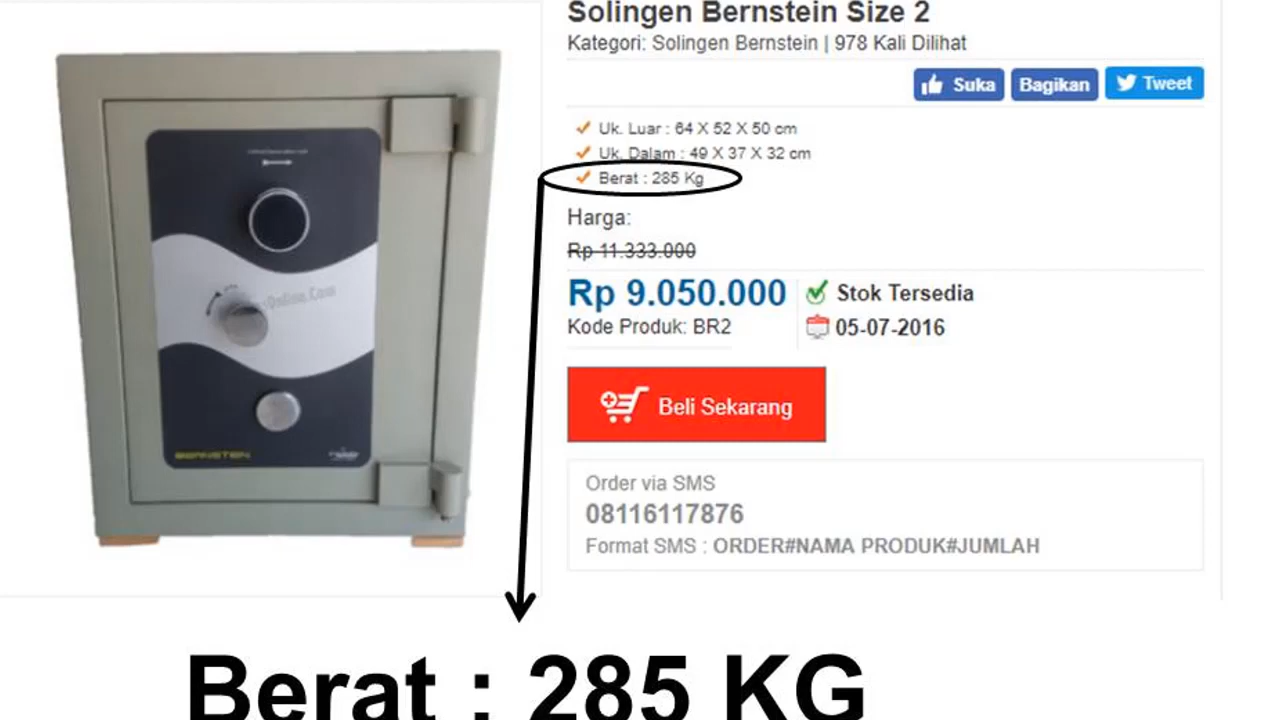 Solingen Bernstein Size 2
Kategori: Solingen Bernstein | 978 Kali Dilihat
Suka
Bagikan
Tweet
Uk. Luar : 64 X 52 X 50 cm
Uk. Dalam : 49 X 37 X 32 cm
Berat : 285 Kg
Harga:
Rp 11.333.000
Rp 9.050.000
Stok Tersedia
Kode Produk: BR2
05-07-2016
Beli Sekarang
Order via SMS
08116117876
Format SMS : ORDER#NAMA PRODUK#JUMLAH
BERNSTEIN
Berat : 285 KG